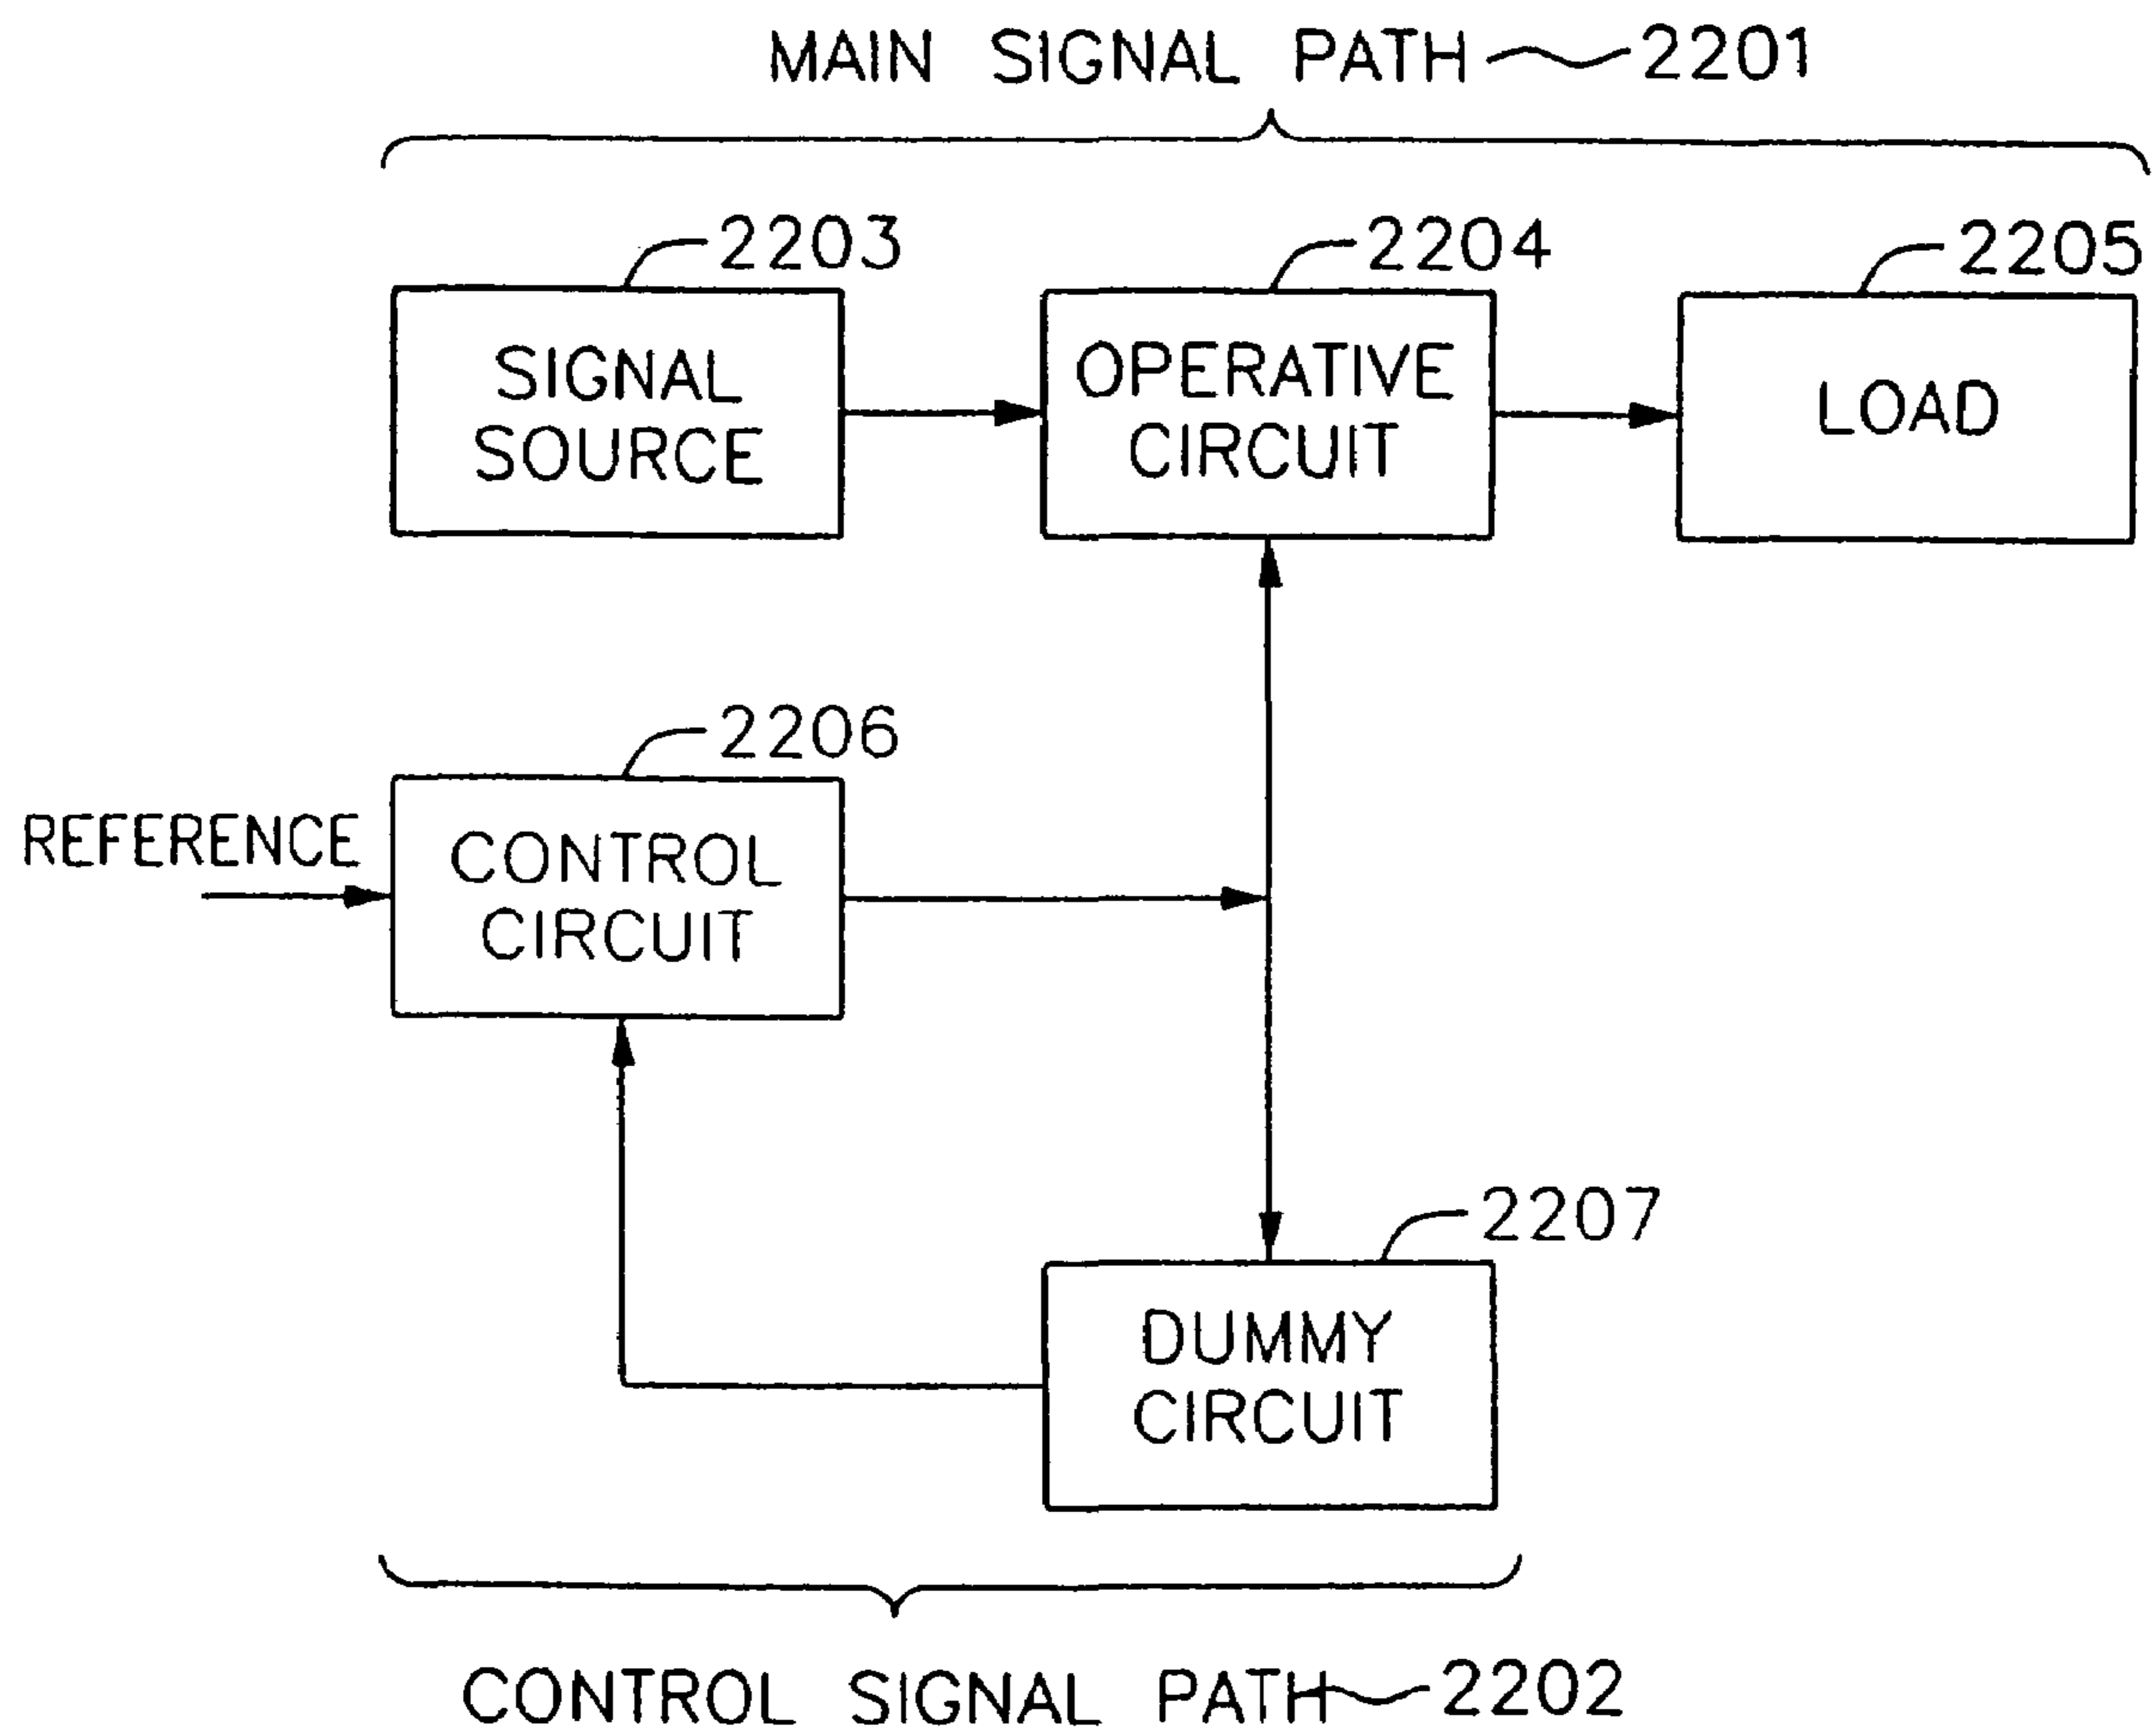 MAIN SIGNAL PATH 2201
2203
2204
2205
SIGNAL
SOURCE
OPERATIVE
CIRCUIT
LOAD
2206
REFERENCE
CONTROL
CIRCUIT
2207
DUMMY
CIRCUIT
CONTROL SIGNAL PATH 2202